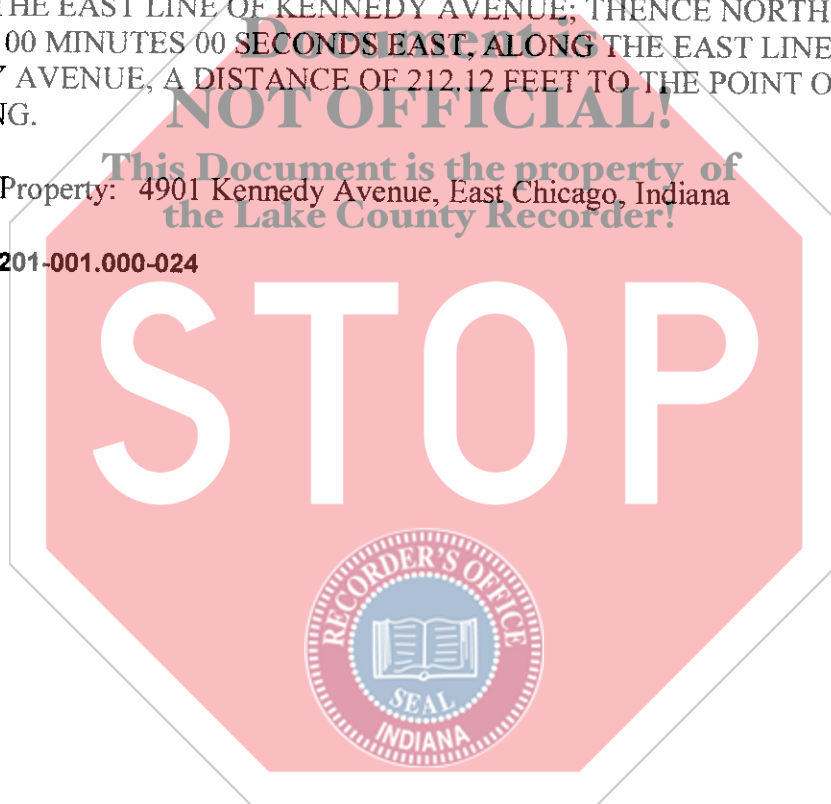 THE EAST LINE OF KENNEDY AVENUE; THENCE NORTH
00 MINUTES 00 SECONDS EAST, ALONG THE EAST LINE
AVENUE, A DISTANCE OF 212.12 FEET TO THE POINT O
NG.
Document is
NOT OFFICIAL!
This Document is the property of
the Lake County Recorder!
Property: 4901 Kennedy Avenue, East Chicago, Indiana
201-001.000-024
STOP
RECORDER'S OFFICE
SEAL
INDIANA